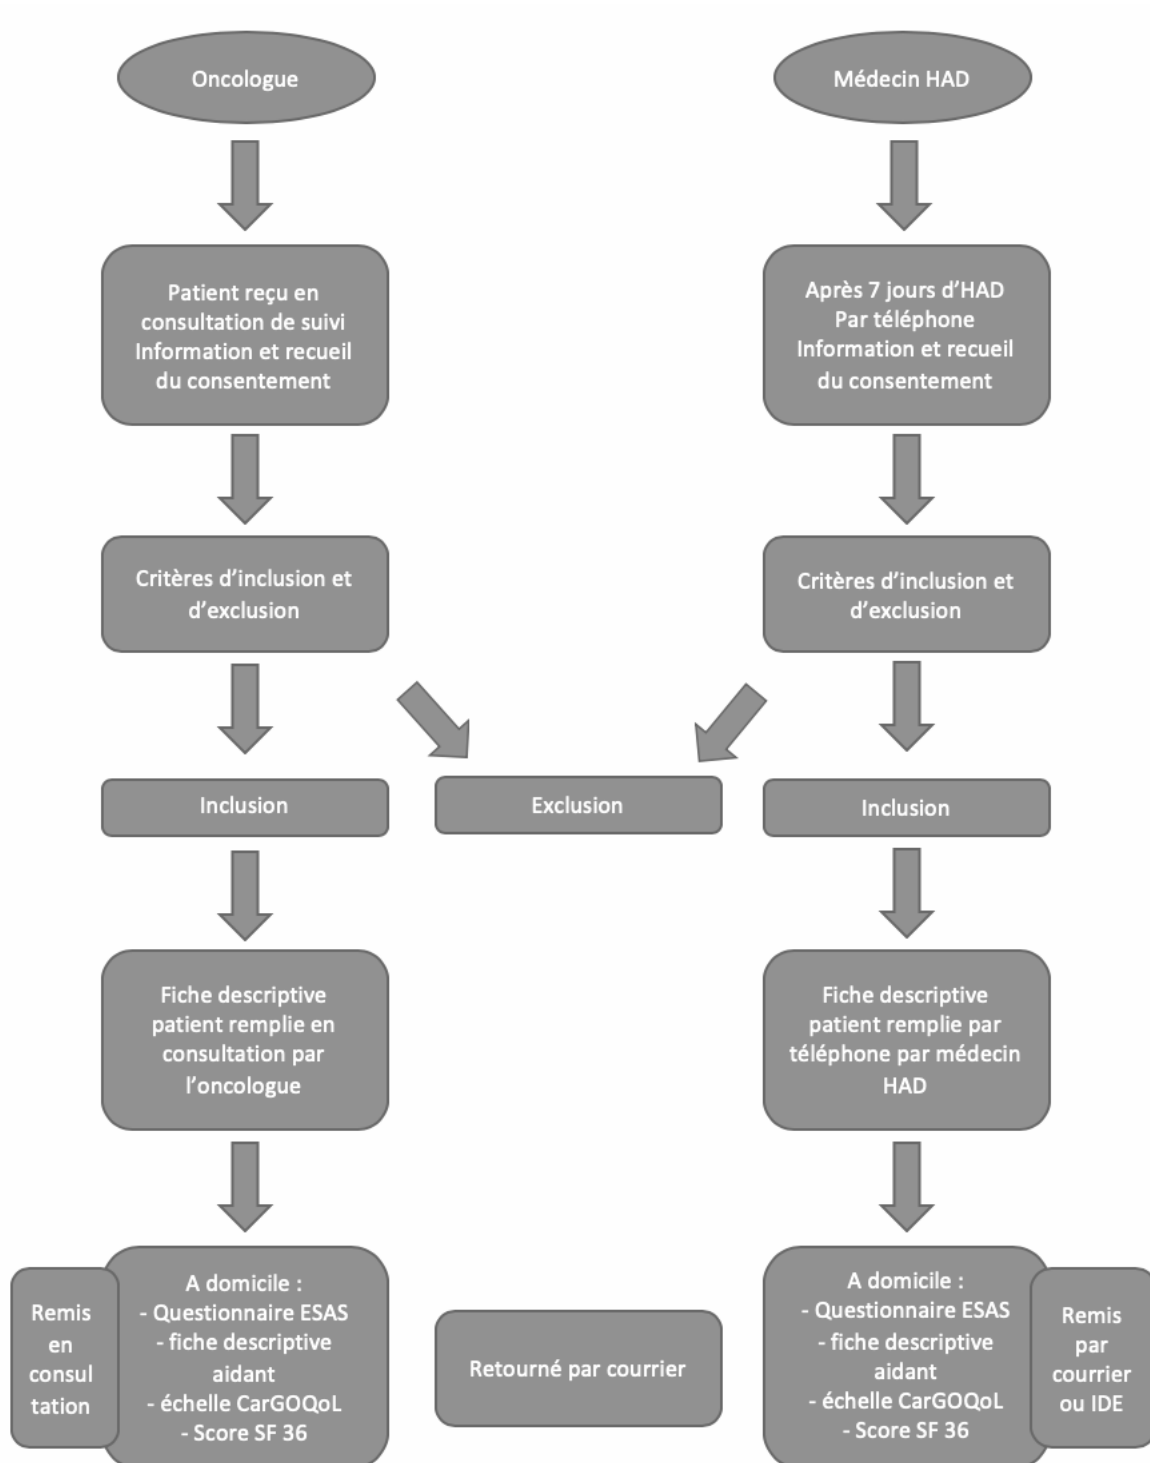 Oncologue
Médecin HAD
Patient reçu en
consultation de suivi
Information et recueil
du consentement
Après 7 jours d’HAD
Par téléphone
Information et recueil
du consentement
Critères d’inclusion et
d’exclusion
Critères d’inclusion et
d’exclusion
Inclusion
Exclusion
Inclusion
Fiche descriptive
patient remplie en
consultation par
l’oncologue
Fiche descriptive
patient remplie par
téléphone par médecin
HAD
Remis
en
consul
tation
A domicile :
- Questionnaire ESAS
- fiche descriptive
aidant
- échelle CarGOQoL
- Score SF 36
Retourné par courrier
A domicile :
- Questionnaire ESAS
- fiche descriptive
aidant
- échelle CarGOQoL
- Score SF 36
Remis
par
courrier
ou IDE